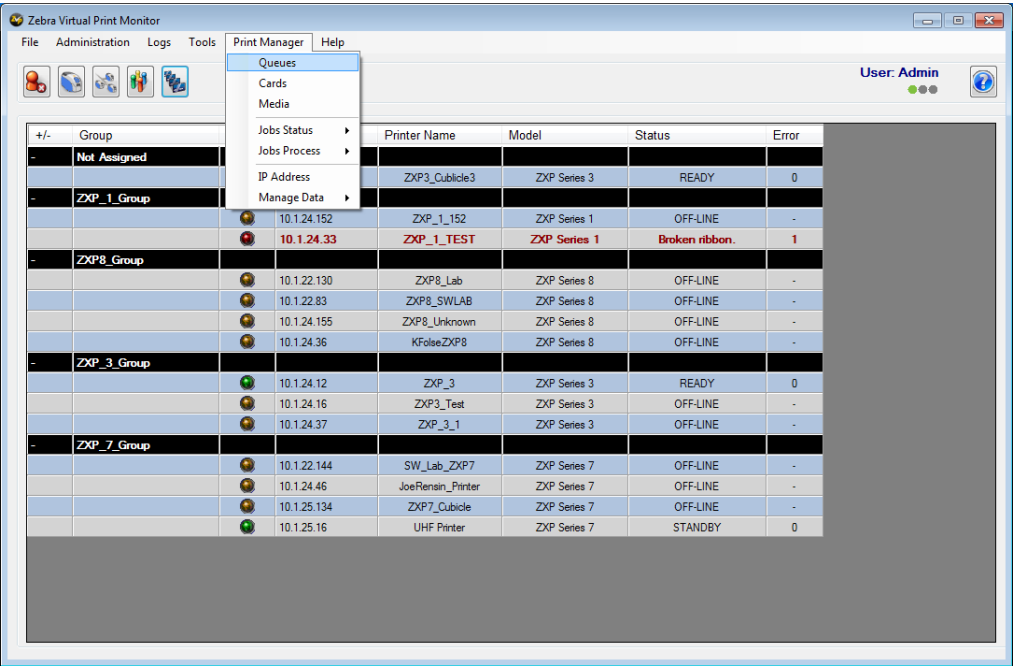 Zebra Virtual Print Monitor
File Administration Logs Tools Print Manager Help
Queues
Cards
Media
Jobs Status
Jobs Process
IP Address
Manage Data
User: Admin
+/- Group Printer Name Model Status Error
- Not Assigned
ZXP3_Cublicle3 ZXP Series 3 READY 0
- ZXP_1_Group
10.1.24.152 ZXP_1_152 ZXP Series 1 OFF-LINE -
10.1.24.33 ZXP_1_TEST ZXP Series 1 Broken ribbon. 1
- ZXP8_Group
10.1.22.130 ZXP8_Lab ZXP Series 8 OFF-LINE -
10.1.22.83 ZXP8_SWLAB ZXP Series 8 OFF-LINE -
10.1.24.155 ZXP8_Unknown ZXP Series 8 OFF-LINE -
10.1.24.36 KFolseZXP8 ZXP Series 8 OFF-LINE -
- ZXP_3_Group
10.1.24.12 ZXP_3 ZXP Series 3 READY 0
10.1.24.16 ZXP3_Test ZXP Series 3 OFF-LINE -
10.1.24.37 ZXP_3_1 ZXP Series 3 OFF-LINE -
- ZXP_7_Group
10.1.22.144 SW_Lab_ZXP7 ZXP Series 7 OFF-LINE -
10.1.24.46 JoeRensin_Printer ZXP Series 7 OFF-LINE -
10.1.25.134 ZXP7_Cubicle ZXP Series 7 OFF-LINE -
10.1.25.16 UHF Printer ZXP Series 7 STANDBY 0